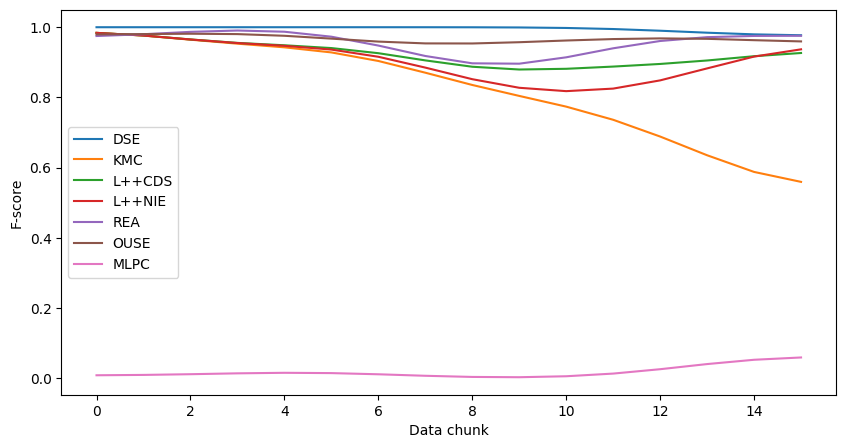 1.0
0.8
0.6
0.4
0.2
0.0
F-score
DSE
KMC
L++CDS
L++NIE
REA
OUSE
MLPC
0 2 4 6 8 10 12 14
Data chunk